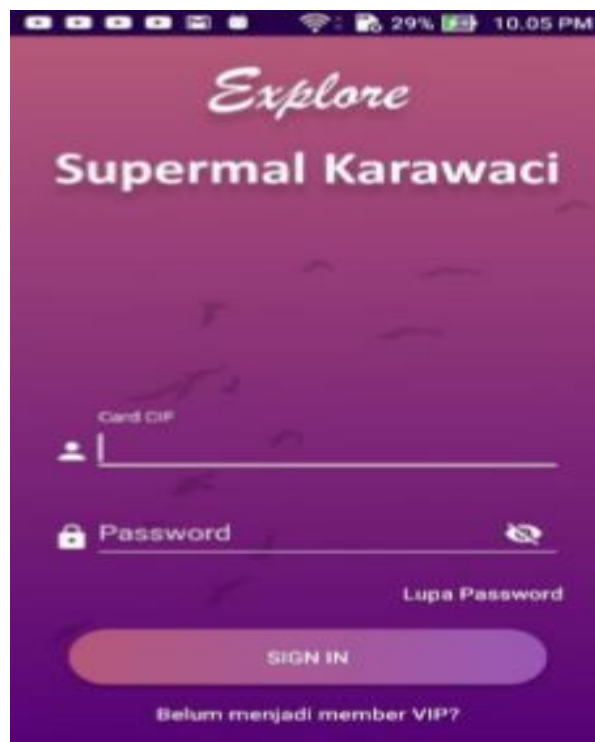 29% 10.05 PM
Explore
Supermal Karawaci
Card CIF
Password
Lupa Password
SIGN IN
Belum menjadi member VIP?